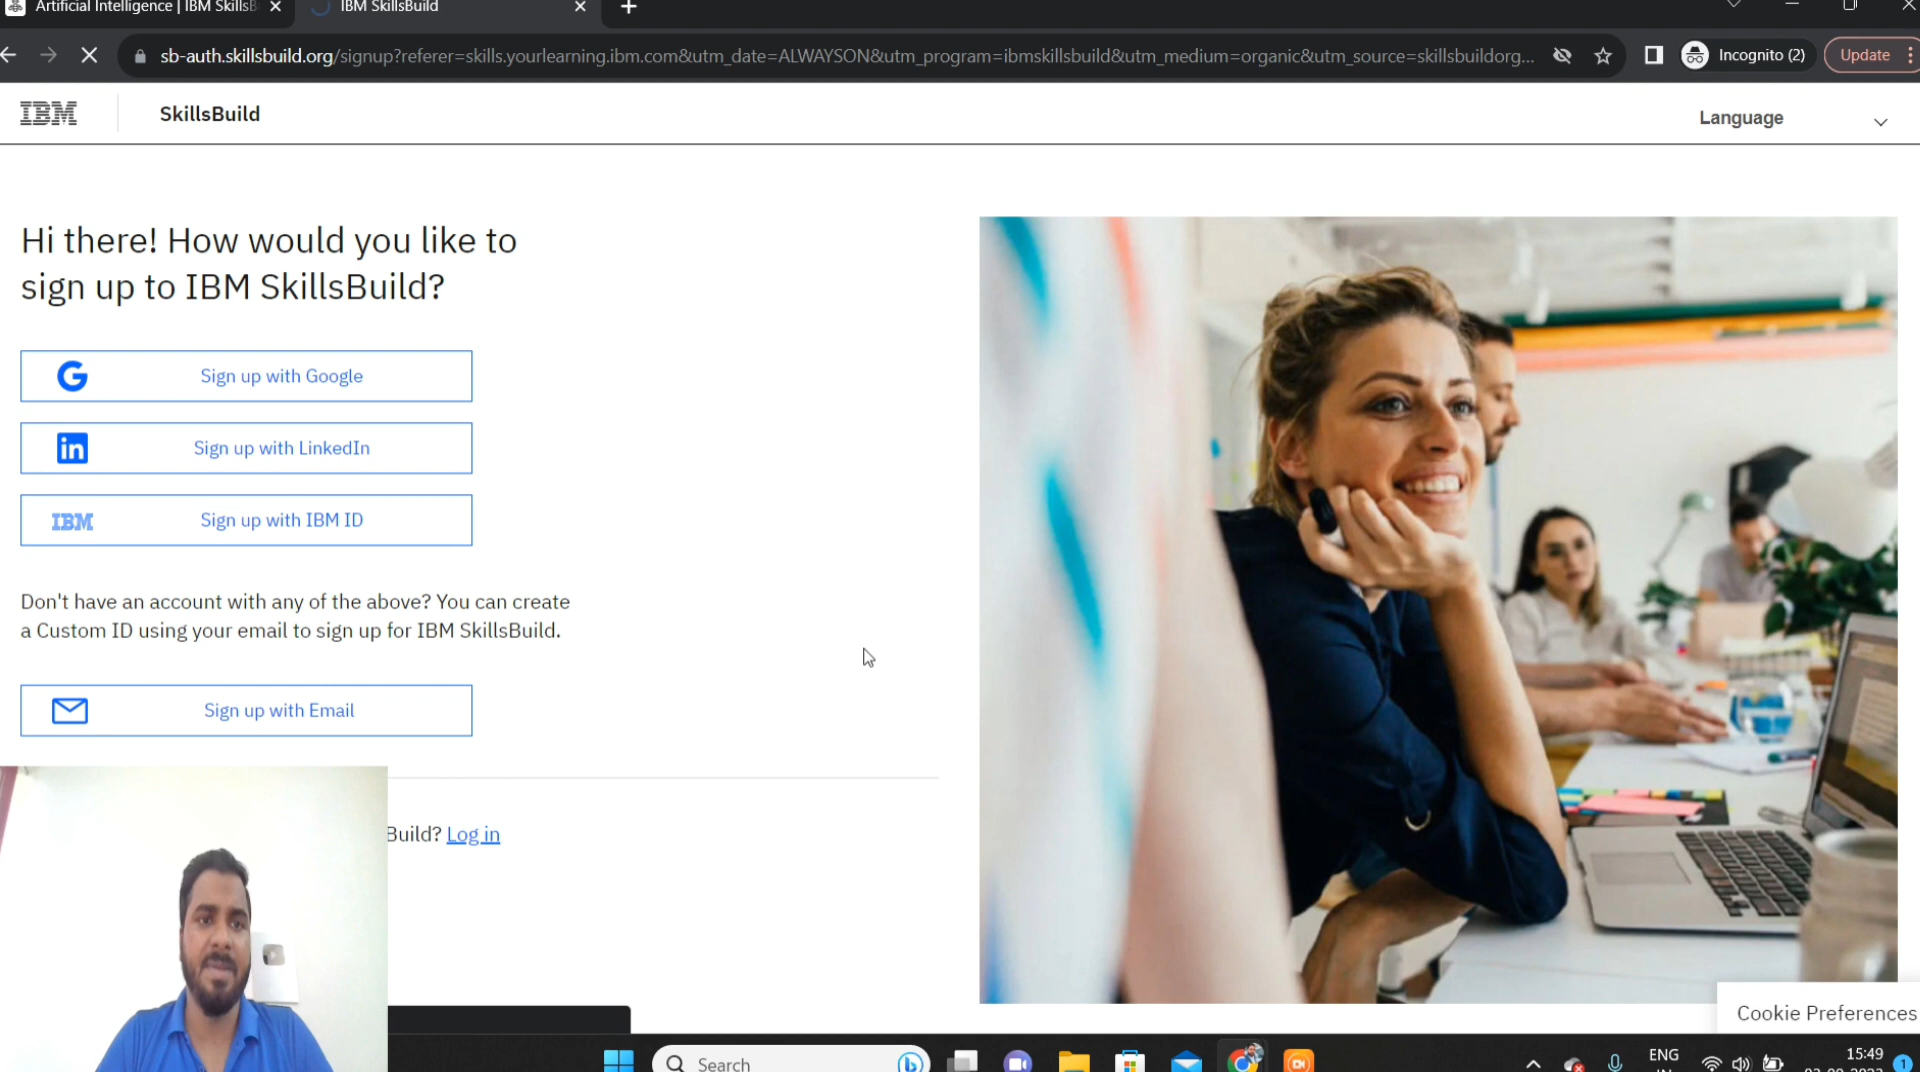 Artificial Intelligence | IBM SkillsB
IBM SkillsBuild
sb-auth.skillsbuild.org/signup?referer=skills.yourlearning.ibm.com&utm_date=ALWAYSON&utm_program=ibmskillsbuild&utm_medium=organic&utm_source=skillsbuildorg...
Incognito (2)
Update
IBM
SkillsBuild
Language
Hi there! How would you like to
sign up to IBM SkillsBuild?
Sign up with Google
in
Sign up with LinkedIn
IBM
Sign up with IBM ID
Don't have an account with any of the above? You can create
a Custom ID using your email to sign up for IBM SkillsBuild.
Sign up with Email
Build? Log in
Cookie Preferences
Search
ENG
15:49
1